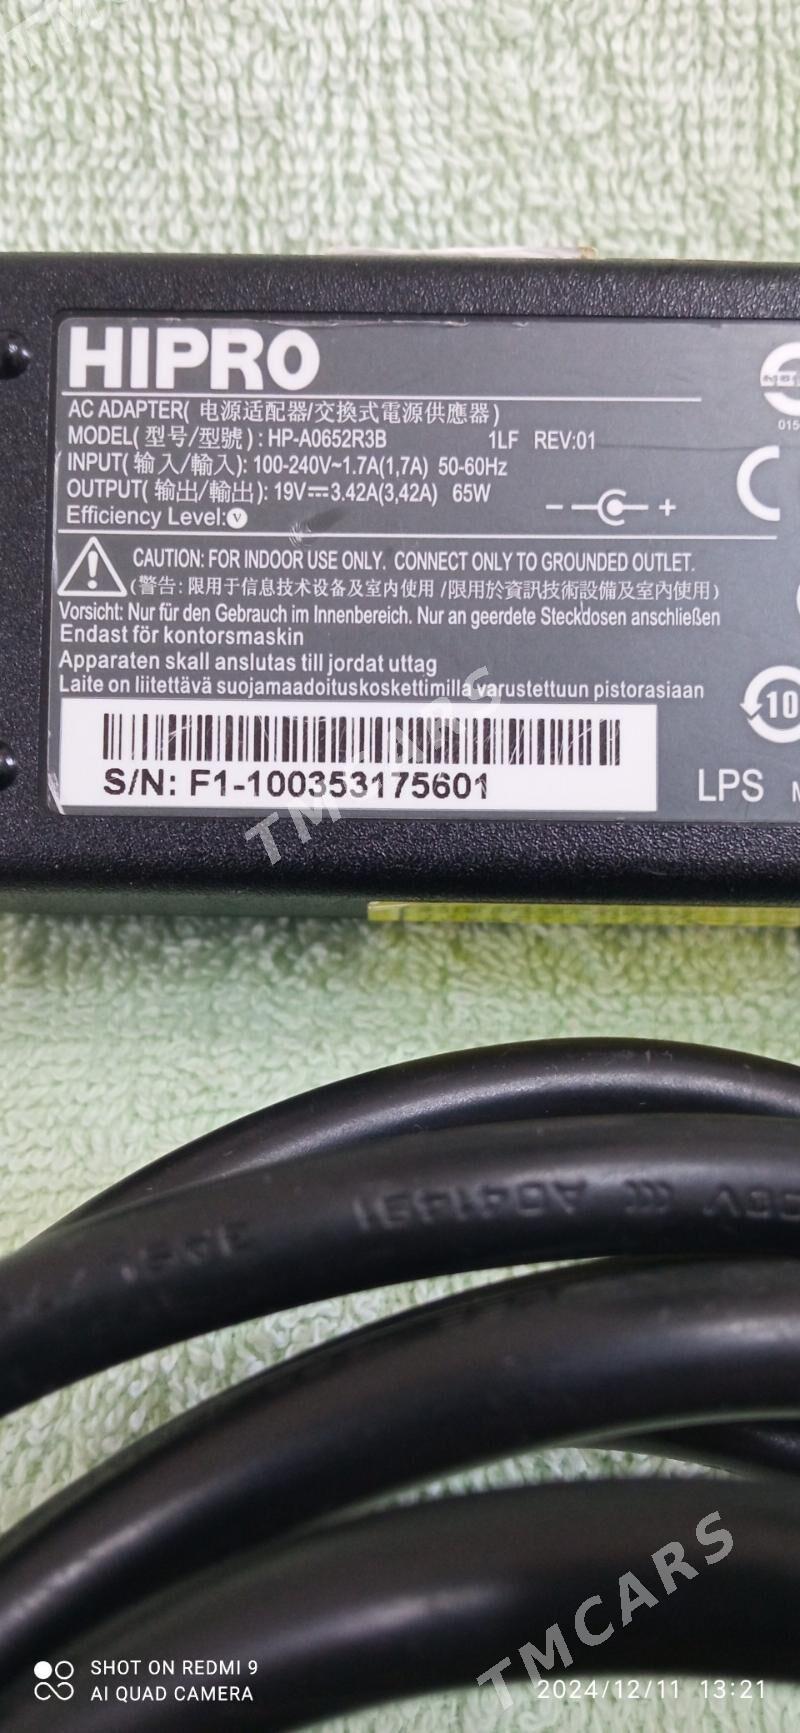 HIPRO
AC ADAPTER( 电源适配器/交換式電源供應器)
MODEL( 型号/型號) : HP-A0652R3B 1LF REV:01
INPUT( 输入/輸入): 100-240V~1.7A(1,7A) 50-60Hz
OUTPUT( 输出/輸出): 19V⎓3.42A(3,42A) 65W
Efficiency Level:Ⓥ
- +
CAUTION: FOR INDOOR USE ONLY. CONNECT ONLY TO GROUNDED OUTLET.
(警告: 限用于信息技术设备及室内使用 /限用於資訊技術設備及室內使用)
Vorsicht: Nur für den Gebrauch im Innenbereich. Nur an geerdete Steckdosen anschließen
Endast för kontorsmaskin
Apparaten skall anslutas till jordat uttag
Laite on liitettävä suojamaadoituskoskettimilla varustettuun pistorasiaan
10
S/N: F1-100353175601
LPS
TMCARS
A041491
TMCARS
SHOT ON REDMI 9
AI QUAD CAMERA
2024/12/11 13:21